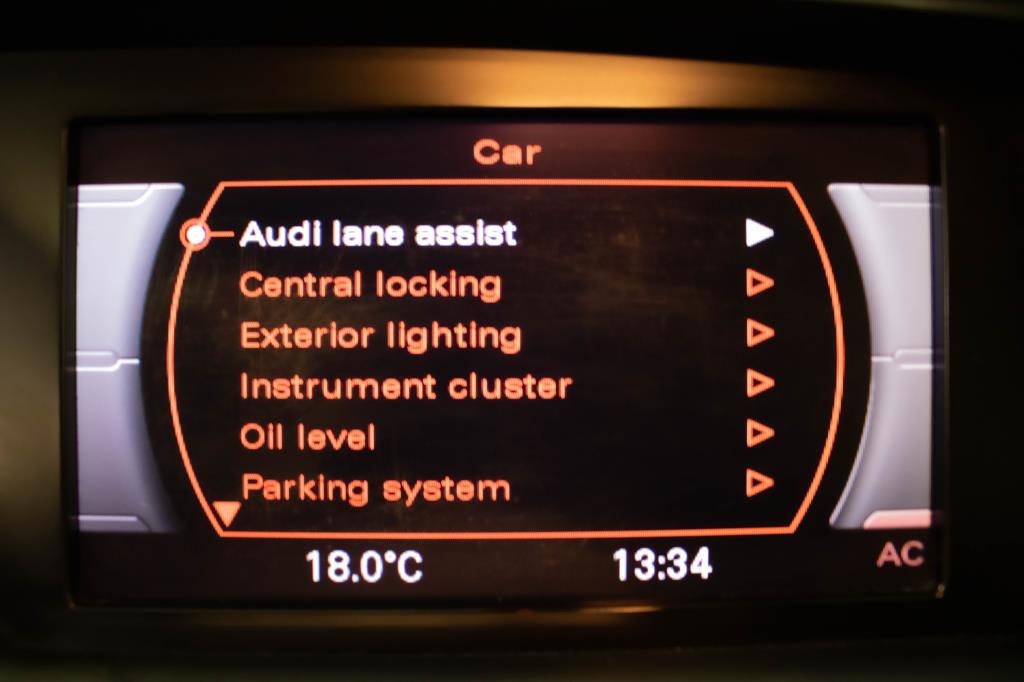 Car
Audi lane assist
Central locking
Exterior lighting
Instrument cluster
Oil level
Parking system
18.0°C 13:34 AC